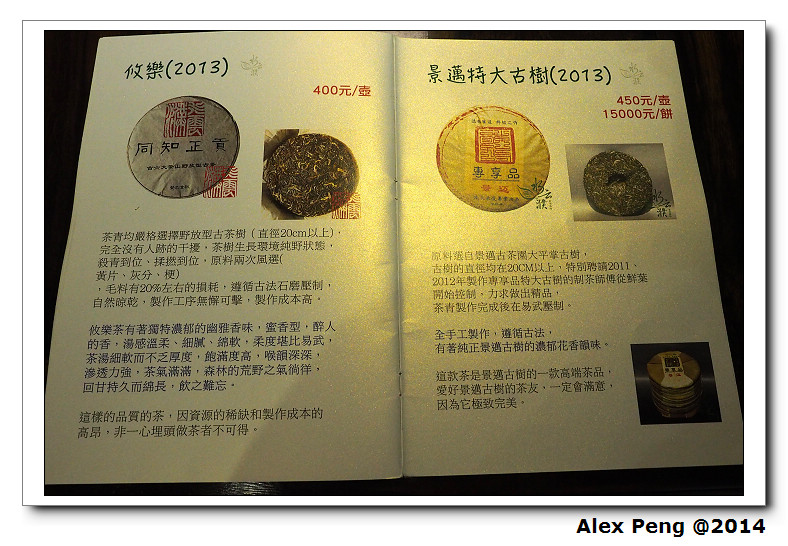 攸樂(2013)
400元/壺
同知正貢
古六大茶山野放型古樹
茶青均嚴格選擇野放型古茶樹（直徑20cm以上)，
完全沒有人跡的干擾，茶樹生長環境純野狀態，
殺青到位、揉撚到位，原料兩次風選(
黃片、灰分、梗)
，毛料有20%左右的損耗，遵循古法石磨壓制，
自然晾乾，製作工序無懈可擊，製作成本高。
攸樂茶有著獨特濃郁的幽雅香味，蜜香型，醉人
的香，湯感溫柔、細膩、綿軟，柔度堪比易武，
茶湯細軟而不乏厚度，飽滿度高，喉韻深深，
滲透力強，茶氣滿滿，森林的荒野之氣徜徉，
回甘持久而綿長，飲之難忘。
這樣的品質的茶，因資源的稀缺和製作成本的
高昂，非一心埋頭做茶者不可得。
景邁特大古樹(2013)
450元/壺
15000元/餅
專享品
景邁
原料選自景邁古茶園大平掌古樹，
古樹的直徑均在20CM以上，特別聘請2011、
2012年製作專享品特大古樹的制茶師傅從鮮葉
開始控制，力求做出精品，
茶青製作完成後在易武壓制。
全手工製作，遵循古法，
有著純正景邁古樹的濃郁花香韻味。
這款茶是景邁古樹的一款高端茶品，
愛好景邁古樹的茶友，一定會滿意，
因為它極致完美。
Alex Peng @2014